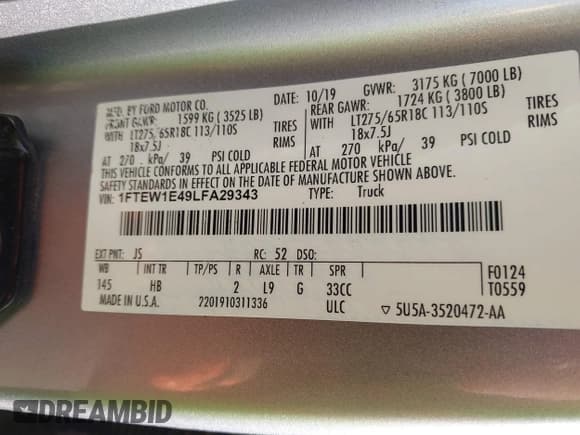 MFD. BY FORD MOTOR CO.
DATE: 10/19 GVWR: 3175 KG ( 7000 LB)
FRONT GAWR: 1599 KG ( 3525 LB) REAR GAWR: 1724 KG ( 3800 LB)
WITH LT275/65R18C 113/110S TIRES WITH LT275/65R18C 113/110S TIRES
18x7.5J RIMS 18x7.5J RIMS
AT 270 kPa/ 39 PSI COLD AT 270 kPa/ 39 PSI COLD
THIS VEHICLE CONFORMS TO ALL APPLICABLE FEDERAL MOTOR VEHICLE
SAFETY STANDARDS IN EFFECT ON THE DATE OF MANUFACTURE SHOWN ABOVE.
VIN: 1FTEW1E49LFA29343 TYPE: Truck
EXT PNT: JS RC: 52 DSO:
WB INT TR TP/PS R AXLE TR SPR
145 HB 2 L9 G 33CC
F0124
T0559
MADE IN U.S.A. 2201910311336 ULC ▽ 5U5A-3520472-AA
DREAMBID